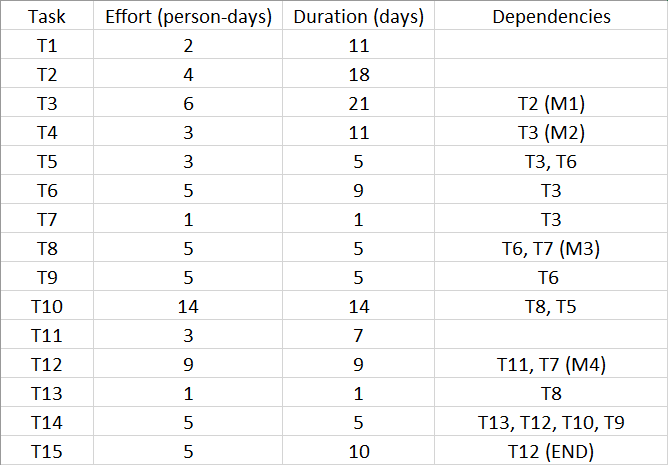 Task Effort (person-days) Duration (days) Dependencies
T1 2 11
T2 4 18
T3 6 21 T2 (M1)
T4 3 11 T3 (M2)
T5 3 5 T3, T6
T6 5 9 T3
T7 1 1 T3
T8 5 5 T6, T7 (M3)
T9 5 5 T6
T10 14 14 T8, T5
T11 3 7
T12 9 9 T11, T7 (M4)
T13 1 1 T8
T14 5 5 T13, T12, T10, T9
T15 5 10 T12 (END)